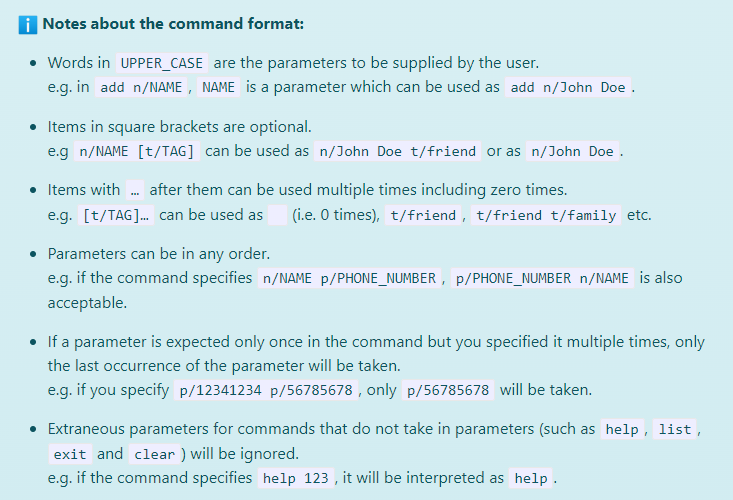 Notes about the command format:
Words in UPPER_CASE are the parameters to be supplied by the user.
e.g. in add n/NAME, NAME is a parameter which can be used as add n/John Doe.
Items in square brackets are optional.
e.g n/NAME [t/TAG] can be used as n/John Doe t/friend or as n/John Doe.
Items with … after them can be used multiple times including zero times.
e.g. [t/TAG]… can be used as   (i.e. 0 times), t/friend, t/friend t/family etc.
Parameters can be in any order.
e.g. if the command specifies n/NAME p/PHONE_NUMBER, p/PHONE_NUMBER n/NAME is also
acceptable.
If a parameter is expected only once in the command but you specified it multiple times, only
the last occurrence of the parameter will be taken.
e.g. if you specify p/12341234 p/56785678, only p/56785678 will be taken.
Extraneous parameters for commands that do not take in parameters (such as help, list,
exit and clear) will be ignored.
e.g. if the command specifies help 123, it will be interpreted as help.